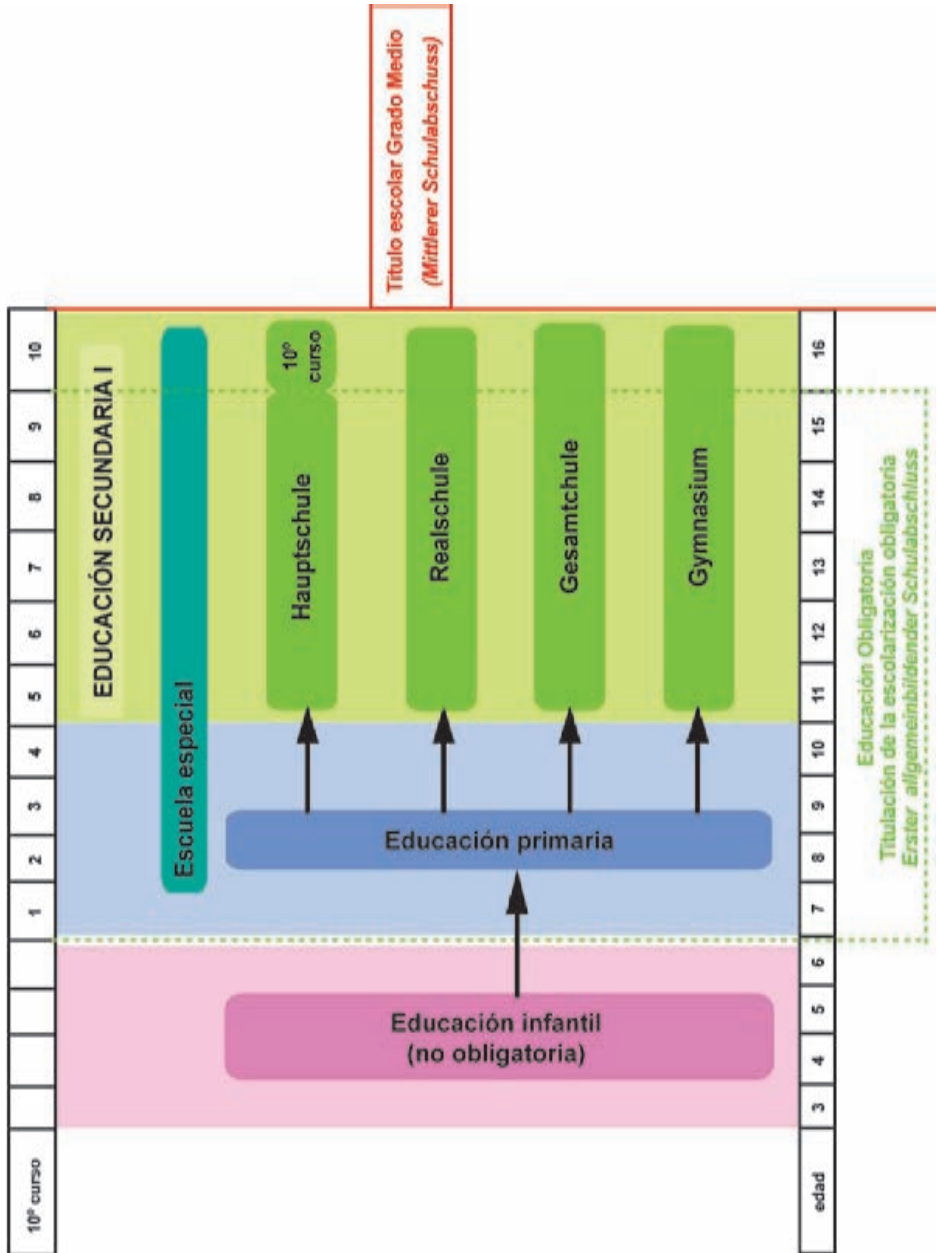 10º curso 1 2 3 4 5 6 7 8 9 10
EDUCACIÓN SECUNDARIA I
Escuela especial
Hauptschule
10º
curso
Realschule
Gesamtchule
Gymnasium
Educación primaria
Educación infantil
(no obligatoria)
Título escolar Grado Medio
(Mittlerer Schulabschuss)
edad 3 4 5 6 7 8 9 10 11 12 13 14 15 16
Educación Obligatoria
Titulación de la escolarización obligatoria
Erster allgemeinbildender Schulabschluss